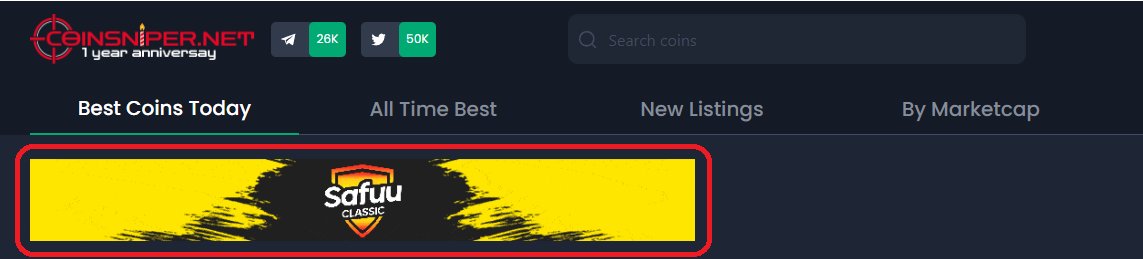 COINSNIPER.NET
1 year anniversay
26K
50K
Search coins
Best Coins Today
All Time Best
New Listings
By Marketcap
Safuu
CLASSIC